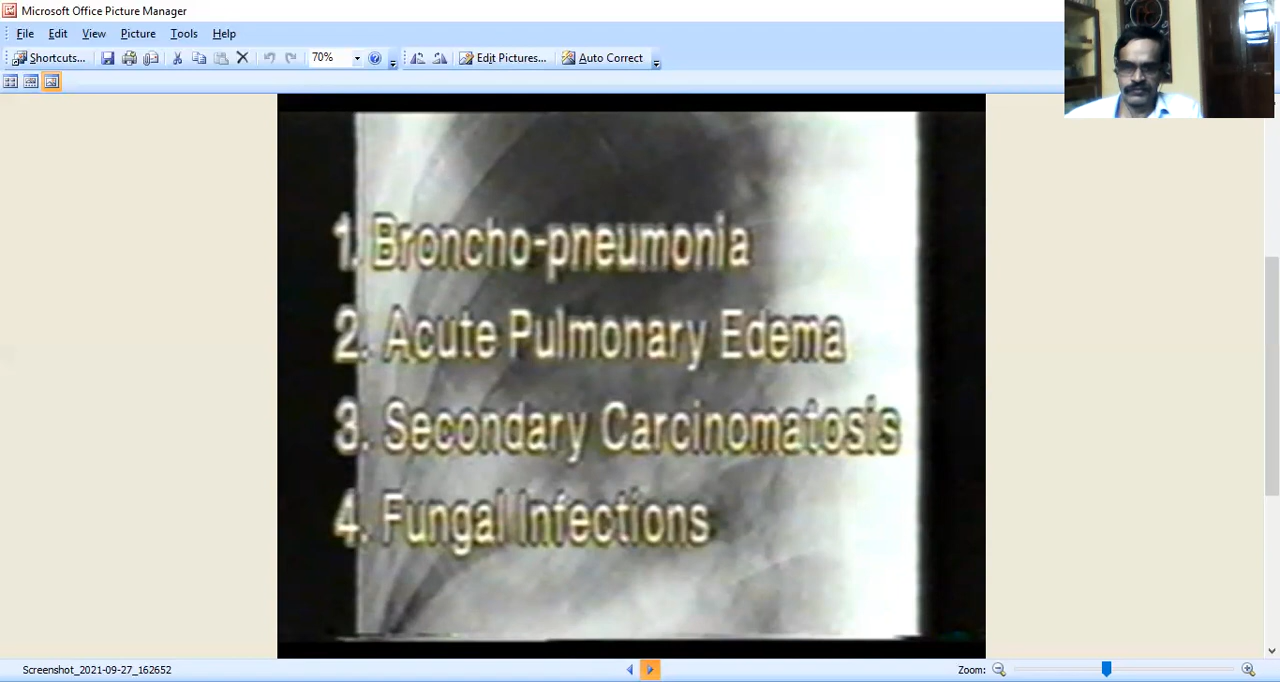 Microsoft Office Picture Manager
File Edit View Picture Tools Help
Shortcuts... 70% Edit Pictures... Auto Correct
1. Broncho-pneumonia
2. Acute Pulmonary Edema
3. Secondary Carcinomatosis
4. Fungal Infections
Screenshot_2021-09-27_162652 Zoom: